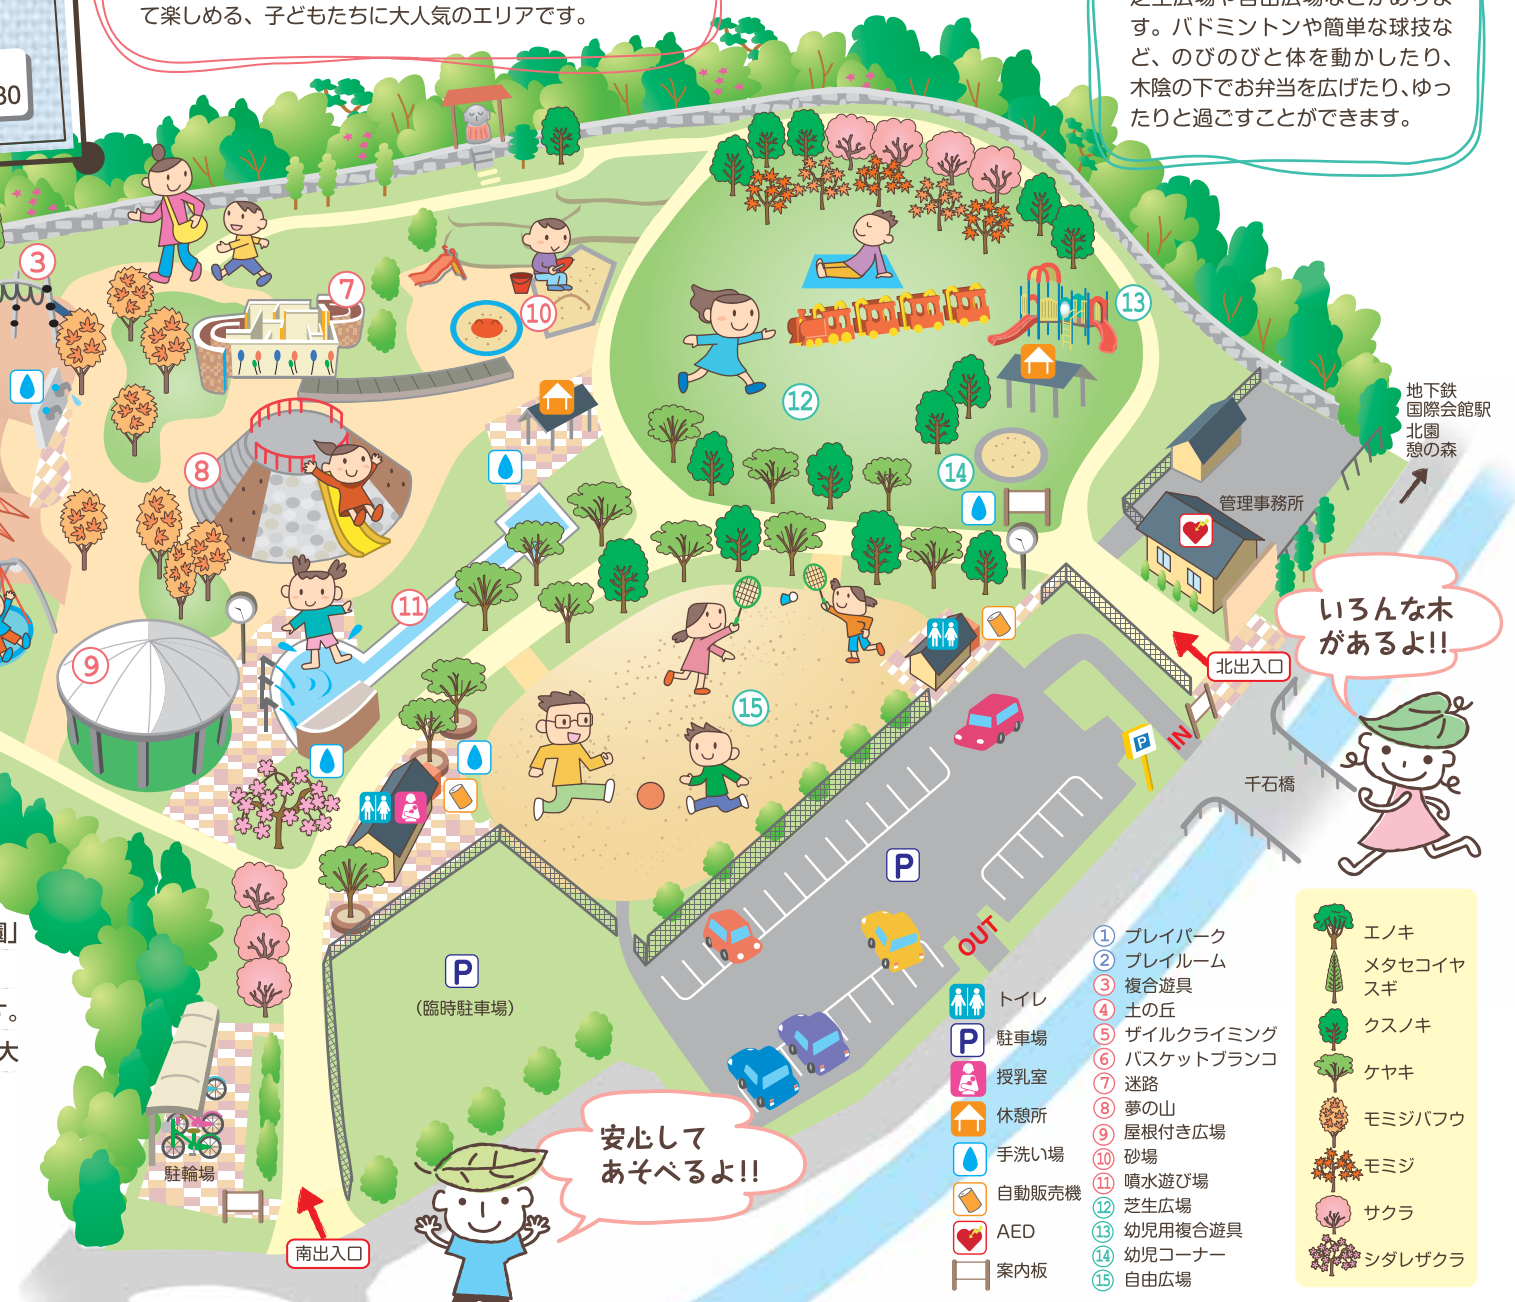 て楽しめる、子どもたちに大人気のエリアです。
す。バドミントンや簡単な球技な
ど、のびのびと体を動かしたり、
木陰の下でお弁当を広げたり、ゆっ
たりと過ごすことができます。
30
3
7
10
13
12
8
14
11
9
15
地下鉄
国際会館駅
北園
憩の森
管理事務所
いろんな木
があるよ!!
北出入口
IN
P
千石橋
P
OUT
P
(臨時駐車場)
園」
す。
大
安心して
あそべるよ!!
駐輪場
南出入口
トイレ
P 駐車場
授乳室
休憩所
手洗い場
自動販売機
AED
案内板
1 プレイパーク
2 プレイルーム
3 複合遊具
4 土の丘
5 ザイルクライミング
6 バスケットブランコ
7 迷路
8 夢の山
9 屋根付き広場
10 砂場
11 噴水遊び場
12 芝生広場
13 幼児用複合遊具
14 幼児コーナー
15 自由広場
エノキ
メタセコイヤ
スギ
クスノキ
ケヤキ
モミジバフウ
モミジ
サクラ
シダレザクラ